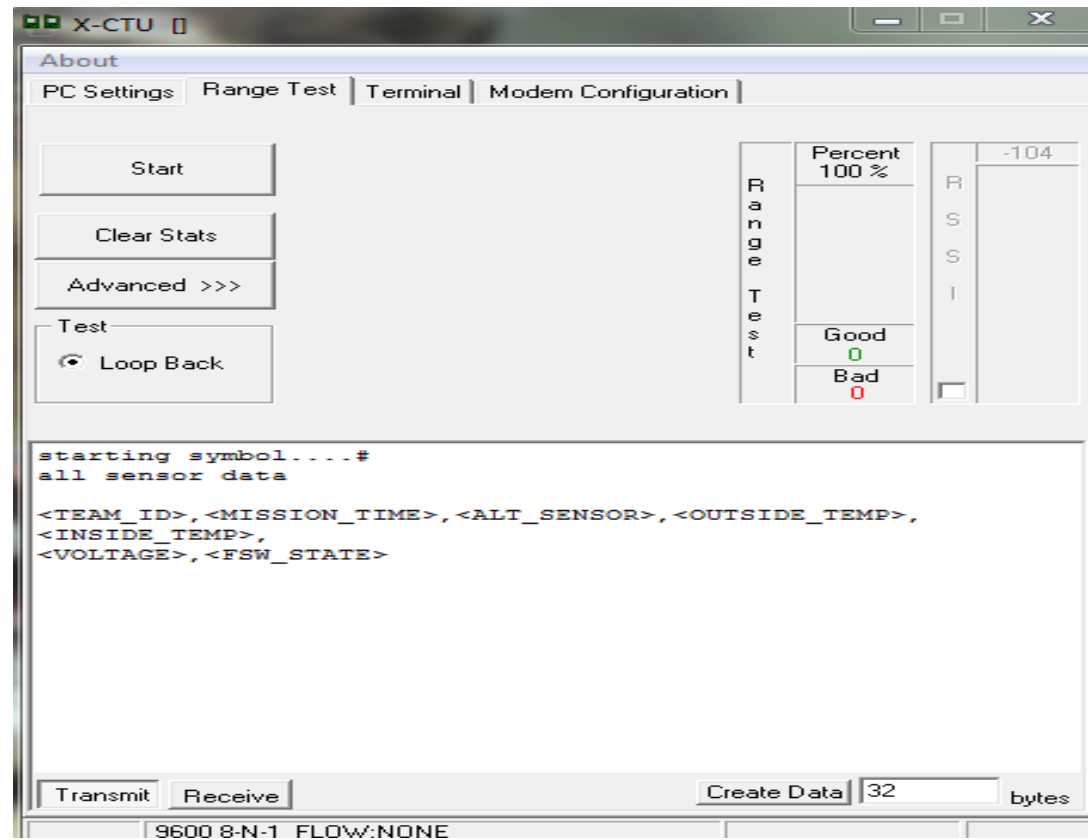 X-CTU []
About
PC Settings Range Test Terminal Modem Configuration
Start
Clear Stats
Advanced >>>
Test
Loop Back
Range Test
Percent
100 %
Good
0
Bad
0
RSSI
-104
starting symbol....#
all sensor data
<TEAM_ID>,<MISSION_TIME>,<ALT_SENSOR>,<OUTSIDE_TEMP>,
<INSIDE_TEMP>,
<VOLTAGE>,<FSW_STATE>
Transmit Receive Create Data 32 bytes
9600 8-N-1 FLOW:NONE